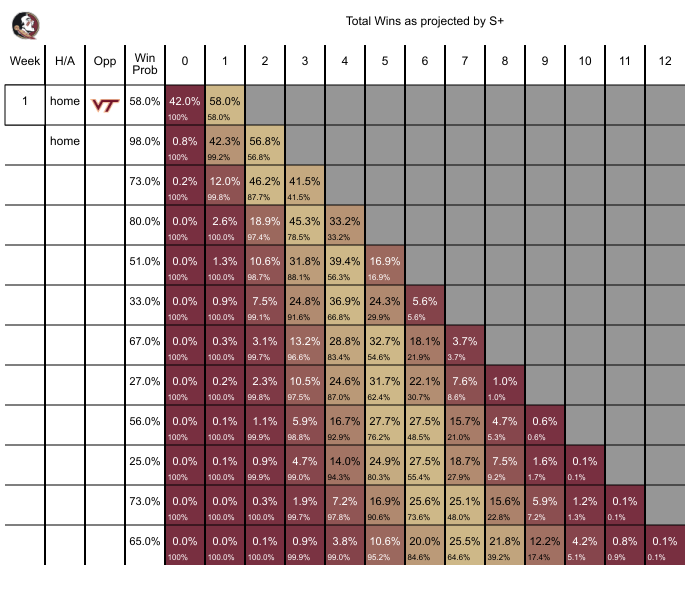 Total Wins as projected by S+
Week H/A Opp Win Prob 0 1 2 3 4 5 6 7 8 9 10 11 12
1 home VT 58.0% 42.0% 58.0%
100% 58.0%
home 98.0% 0.8% 42.3% 56.8%
100% 99.2% 56.8%
73.0% 0.2% 12.0% 46.2% 41.5%
100% 99.8% 87.7% 41.5%
80.0% 0.0% 2.6% 18.9% 45.3% 33.2%
100% 100.0% 97.4% 78.5% 33.2%
51.0% 0.0% 1.3% 10.6% 31.8% 39.4% 16.9%
100% 100.0% 98.7% 88.1% 56.3% 16.9%
33.0% 0.0% 0.9% 7.5% 24.8% 36.9% 24.3% 5.6%
100% 100.0% 99.1% 91.6% 66.8% 29.9% 5.6%
67.0% 0.0% 0.3% 3.1% 13.2% 28.8% 32.7% 18.1% 3.7%
100% 100.0% 99.7% 96.6% 83.4% 54.6% 21.9% 3.7%
27.0% 0.0% 0.2% 2.3% 10.5% 24.6% 31.7% 22.1% 7.6% 1.0%
100% 100.0% 99.8% 97.5% 87.0% 62.4% 30.7% 8.6% 1.0%
56.0% 0.0% 0.1% 1.1% 5.9% 16.7% 27.7% 27.5% 15.7% 4.7% 0.6%
100% 100.0% 99.9% 98.8% 92.9% 76.2% 48.5% 21.0% 5.3% 0.6%
25.0% 0.0% 0.1% 0.9% 4.7% 14.0% 24.9% 27.5% 18.7% 7.5% 1.6% 0.1%
100% 100.0% 99.9% 99.0% 94.3% 80.3% 55.4% 27.9% 9.2% 1.7% 0.1%
73.0% 0.0% 0.0% 0.3% 1.9% 7.2% 16.9% 25.6% 25.1% 15.6% 5.9% 1.2% 0.1%
100% 100.0% 100.0% 99.7% 97.8% 90.6% 73.6% 48.0% 22.8% 7.2% 1.3% 0.1%
65.0% 0.0% 0.0% 0.1% 0.9% 3.8% 10.6% 20.0% 25.5% 21.8% 12.2% 4.2% 0.8% 0.1%
100% 100.0% 100.0% 99.9% 99.0% 95.2% 84.6% 64.6% 39.2% 17.4% 5.1% 0.9% 0.1%